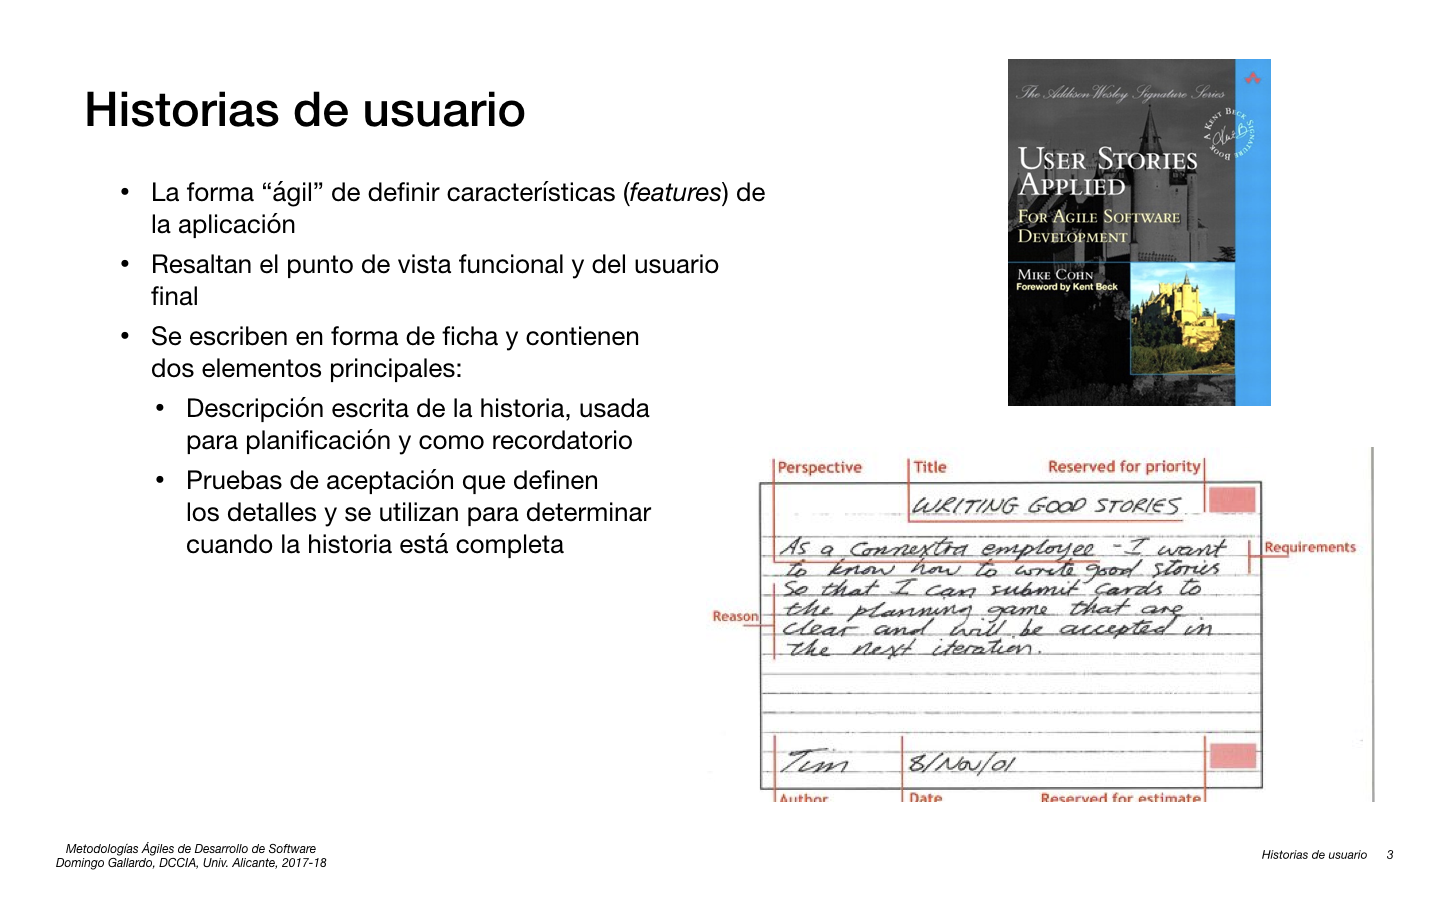 Historias de usuario
• La forma “ágil” de definir características (features) de
la aplicación
• Resaltan el punto de vista funcional y del usuario
final
• Se escriben en forma de ficha y contienen
dos elementos principales:
• Descripción escrita de la historia, usada
para planificación y como recordatorio
• Pruebas de aceptación que definen
los detalles y se utilizan para determinar
cuando la historia está completa
The Addison Wesley Signature Series
A KENT BECK SIGNATURE BOOK
USER STORIES
APPLIED
FOR AGILE SOFTWARE
DEVELOPMENT
MIKE COHN
Foreword by Kent Beck
Perspective Title Reserved for priority
WRITING GOOD STORIES
As a Connextra employee - I want
to know how to write good stories
Requirements
So that I can submit cards to
the planning game that are
Reason
clear and will be accepted in
the next iteration.
Tim 8/Nov/01
Author Date Reserved for estimate
Metodologías Ágiles de Desarrollo de Software
Domingo Gallardo, DCCIA, Univ. Alicante, 2017-18
Historias de usuario 3